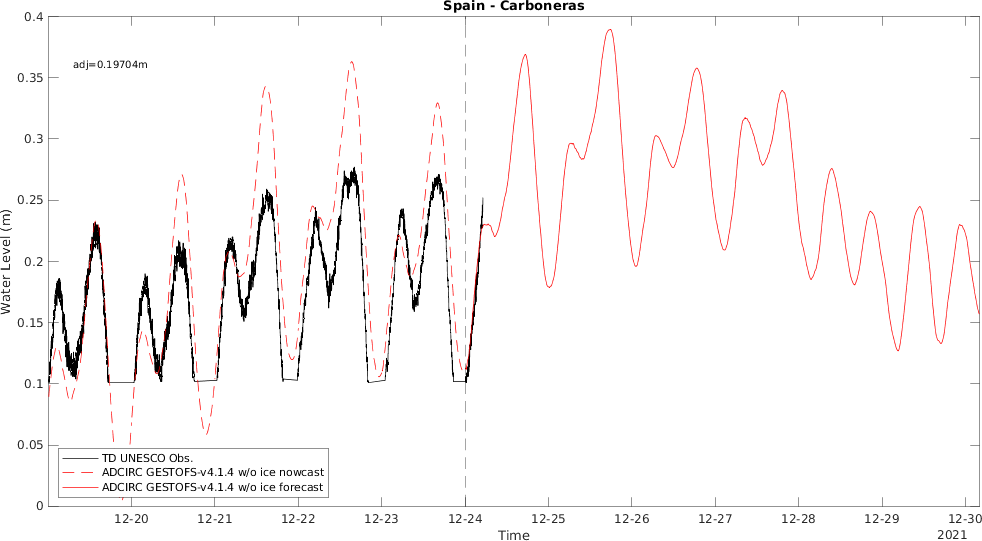 Spain - Carboneras
adj=0.19704m
Water Level (m)
0.4
0.35
0.3
0.25
0.2
0.15
0.1
0.05
0
TD UNESCO Obs.
ADCIRC GESTOFS-v4.1.4 w/o ice nowcast
ADCIRC GESTOFS-v4.1.4 w/o ice forecast
12-20 12-21 12-22 12-23 12-24 12-25 12-26 12-27 12-28 12-29 12-30
Time
2021